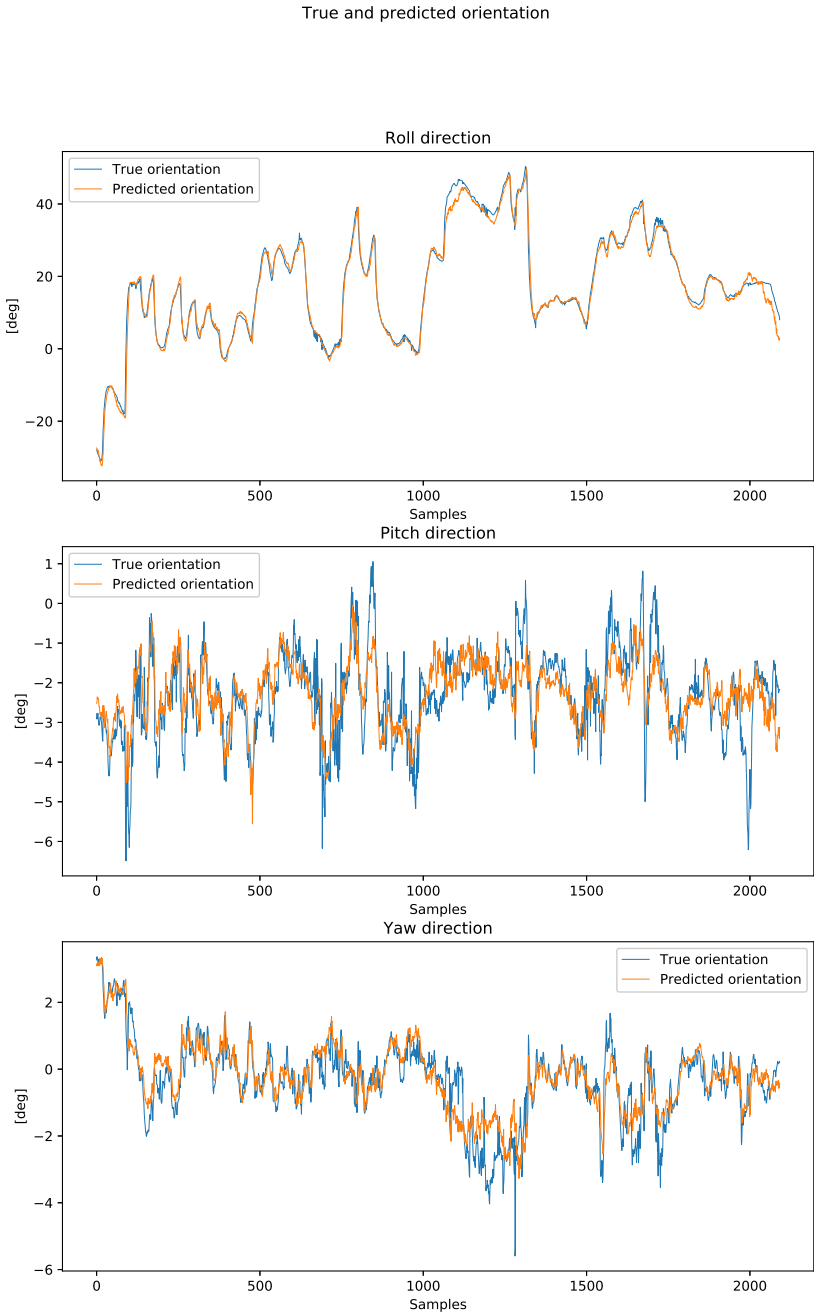 True and predicted orientation
Roll direction
True orientation
Predicted orientation
40
20
0
−20
[deg]
0 500 1000 1500 2000
Samples
Pitch direction
True orientation
Predicted orientation
1
0
−1
−2
−3
−4
−5
−6
[deg]
0 500 1000 1500 2000
Samples
Yaw direction
True orientation
Predicted orientation
2
0
−2
−4
−6
[deg]
0 500 1000 1500 2000
Samples